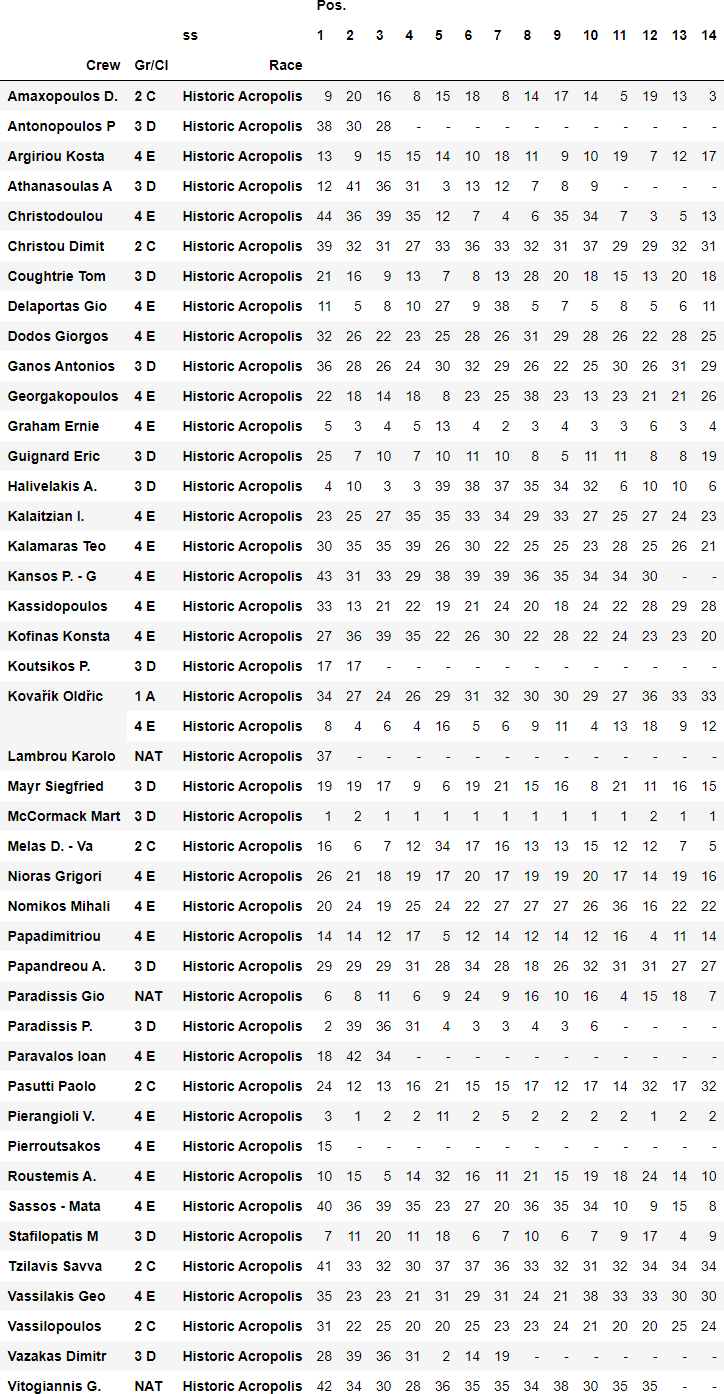 Pos.
ss 1 2 3 4 5 6 7 8 9 10 11 12 13 14
Crew Gr/Cl Race
Amaxopoulos D. 2 C Historic Acropolis 9 20 16 8 15 18 8 14 17 14 5 19 13 3
Antonopoulos P 3 D Historic Acropolis 38 30 28 - - - - - - - - - - -
Argiriou Kosta 4 E Historic Acropolis 13 9 15 15 14 10 18 11 9 10 19 7 12 17
Athanasoulas A 3 D Historic Acropolis 12 41 36 31 3 13 12 7 8 9 - - - -
Christodoulou 4 E Historic Acropolis 44 36 39 35 12 7 4 6 35 34 7 3 5 13
Christou Dimit 2 C Historic Acropolis 39 32 31 27 33 36 33 32 31 37 29 29 32 31
Coughtrie Tom 3 D Historic Acropolis 21 16 9 13 7 8 13 28 20 18 15 13 20 18
Delaportas Gio 4 E Historic Acropolis 11 5 8 10 27 9 38 5 7 5 8 5 6 11
Dodos Giorgos 4 E Historic Acropolis 32 26 22 23 25 28 26 31 29 28 26 22 28 25
Ganos Antonios 3 D Historic Acropolis 36 28 26 24 30 32 29 26 22 25 30 26 31 29
Georgakopoulos 4 E Historic Acropolis 22 18 14 18 8 23 25 38 23 13 23 21 21 26
Graham Ernie 4 E Historic Acropolis 5 3 4 5 13 4 2 3 4 3 3 6 3 4
Guignard Eric 3 D Historic Acropolis 25 7 10 7 10 11 10 8 5 11 11 8 8 19
Halivelakis A. 3 D Historic Acropolis 4 10 3 3 39 38 37 35 34 32 6 10 10 6
Kalaitzian I. 4 E Historic Acropolis 23 25 27 35 35 33 34 29 33 27 25 27 24 23
Kalamaras Teo 4 E Historic Acropolis 30 35 35 39 26 30 22 25 25 23 28 25 26 21
Kansos P. - G 4 E Historic Acropolis 43 31 33 29 38 39 39 36 35 34 34 30 - -
Kassidopoulos 4 E Historic Acropolis 33 13 21 22 19 21 24 20 18 24 22 28 29 28
Kofinas Konsta 4 E Historic Acropolis 27 36 39 35 22 26 30 22 28 22 24 23 23 20
Koutsikos P. 3 D Historic Acropolis 17 17 - - - - - - - - - - - -
Kovařík Oldřic 1 A Historic Acropolis 34 27 24 26 29 31 32 30 30 29 27 36 33 33
4 E Historic Acropolis 8 4 6 4 16 5 6 9 11 4 13 18 9 12
Lambrou Karolo NAT Historic Acropolis 37 - - - - - - - - - - - - -
Mayr Siegfried 3 D Historic Acropolis 19 19 17 9 6 19 21 15 16 8 21 11 16 15
McCormack Mart 3 D Historic Acropolis 1 2 1 1 1 1 1 1 1 1 1 2 1 1
Melas D. - Va 2 C Historic Acropolis 16 6 7 12 34 17 16 13 13 15 12 12 7 5
Nioras Grigori 4 E Historic Acropolis 26 21 18 19 17 20 17 19 19 20 17 14 19 16
Nomikos Mihali 4 E Historic Acropolis 20 24 19 25 24 22 27 27 27 26 36 16 22 22
Papadimitriou 4 E Historic Acropolis 14 14 12 17 5 12 14 12 14 12 16 4 11 14
Papandreou A. 3 D Historic Acropolis 29 29 29 31 28 34 28 18 26 32 31 31 27 27
Paradissis Gio NAT Historic Acropolis 6 8 11 6 9 24 9 16 10 16 4 15 18 7
Paradissis P. 3 D Historic Acropolis 2 39 36 31 4 3 3 4 3 6 - - - -
Paravalos Ioan 4 E Historic Acropolis 18 42 34 - - - - - - - - - - -
Pasutti Paolo 2 C Historic Acropolis 24 12 13 16 21 15 15 17 12 17 14 32 17 32
Pierangioli V. 4 E Historic Acropolis 3 1 2 2 11 2 5 2 2 2 2 1 2 2
Pierroutsakos 4 E Historic Acropolis 15 - - - - - - - - - - - - -
Roustemis A. 4 E Historic Acropolis 10 15 5 14 32 16 11 21 15 19 18 24 14 10
Sassos - Mata 4 E Historic Acropolis 40 36 39 35 23 27 20 36 35 34 10 9 15 8
Stafilopatis M 3 D Historic Acropolis 7 11 20 11 18 6 7 10 6 7 9 17 4 9
Tzilavis Savva 2 C Historic Acropolis 41 33 32 30 37 37 36 33 32 31 32 34 34 34
Vassilakis Geo 4 E Historic Acropolis 35 23 23 21 31 29 31 24 21 38 33 33 30 30
Vassilopoulos 2 C Historic Acropolis 31 22 25 20 20 25 23 23 24 21 20 20 25 24
Vazakas Dimitr 3 D Historic Acropolis 28 39 36 31 2 14 19 - - - - - - -
Vitogiannis G. NAT Historic Acropolis 42 34 30 28 36 35 35 34 38 30 35 35 - -